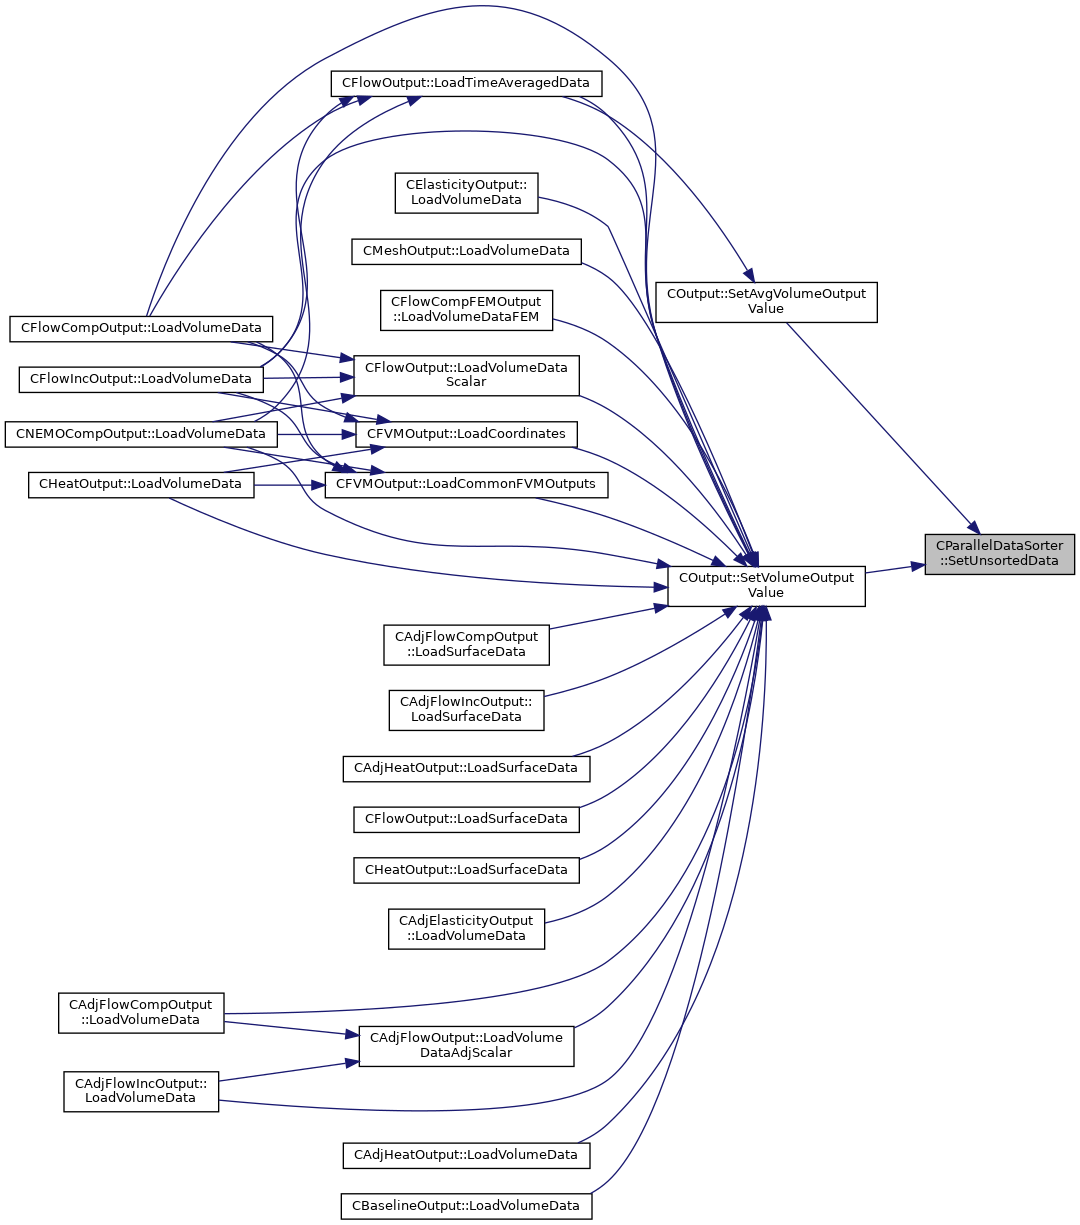 CFlowOutput::LoadTimeAveragedData
CElasticityOutput::
LoadVolumeData
CMeshOutput::LoadVolumeData
COutput::SetAvgVolumeOutput
Value
CFlowCompFEMOutput
::LoadVolumeDataFEM
CFlowCompOutput::LoadVolumeData
CFlowOutput::LoadVolumeData
Scalar
CFlowIncOutput::LoadVolumeData
CNEMOCompOutput::LoadVolumeData
CFVMOutput::LoadCoordinates
CHeatOutput::LoadVolumeData
CFVMOutput::LoadCommonFVMOutputs
CParallelDataSorter
::SetUnsortedData
COutput::SetVolumeOutput
Value
CAdjFlowCompOutput
::LoadSurfaceData
CAdjFlowIncOutput::
LoadSurfaceData
CAdjHeatOutput::LoadSurfaceData
CFlowOutput::LoadSurfaceData
CHeatOutput::LoadSurfaceData
CAdjElasticityOutput
::LoadVolumeData
CAdjFlowCompOutput
::LoadVolumeData
CAdjFlowOutput::LoadVolume
DataAdjScalar
CAdjFlowIncOutput::
LoadVolumeData
CAdjHeatOutput::LoadVolumeData
CBaselineOutput::LoadVolumeData